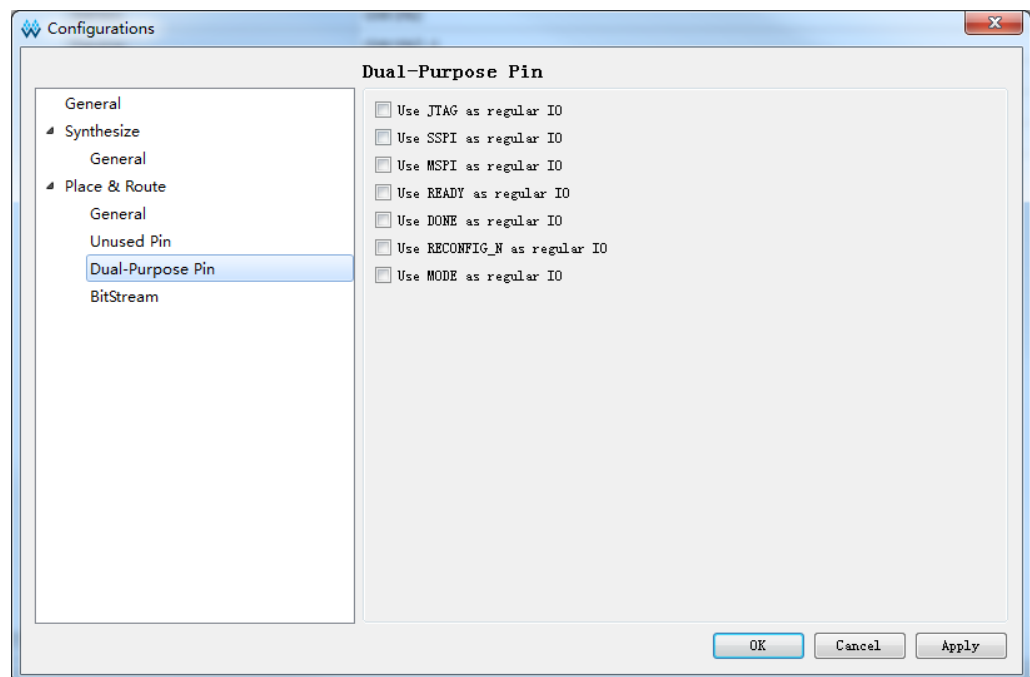 Configurations
Dual-Purpose Pin
General
Synthesize
General
Place & Route
General
Unused Pin
Dual-Purpose Pin
BitStream
Use JTAG as regular IO
Use SSPI as regular IO
Use MSPI as regular IO
Use READY as regular IO
Use DONE as regular IO
Use RECONFIG_N as regular IO
Use MODE as regular IO
OK
Cancel
Apply